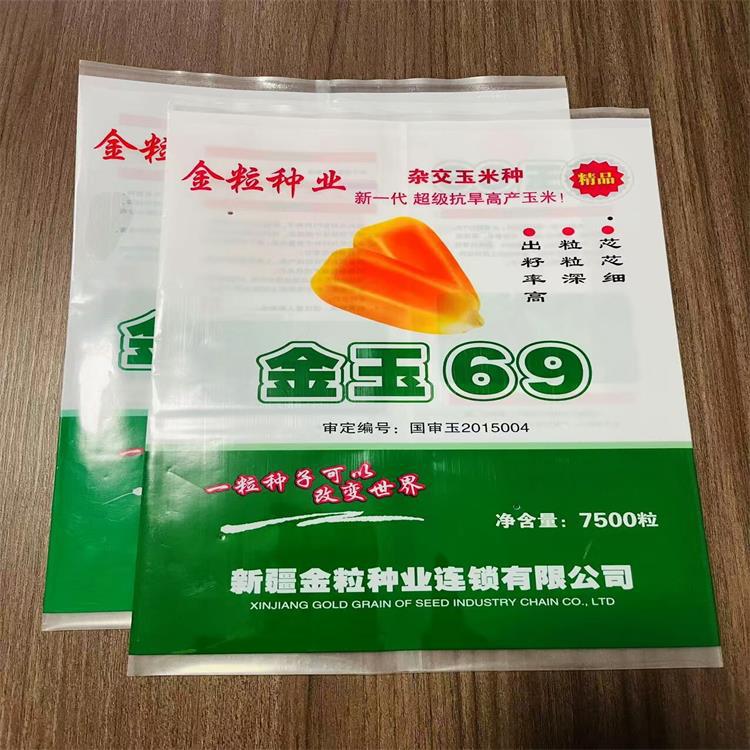 金粒
金粒种业
杂交玉米种
精品
新一代 超级抗旱高产玉米!
出籽率高
粒粒深
芯芯细
金玉69
审定编号：国审玉2015004
一粒种子可以
改变世界
净含量：7500粒
新疆金粒种业连锁有限公司
XINJIANG GOLD GRAIN OF SEED INDUSTRY CHAIN CO., LTD